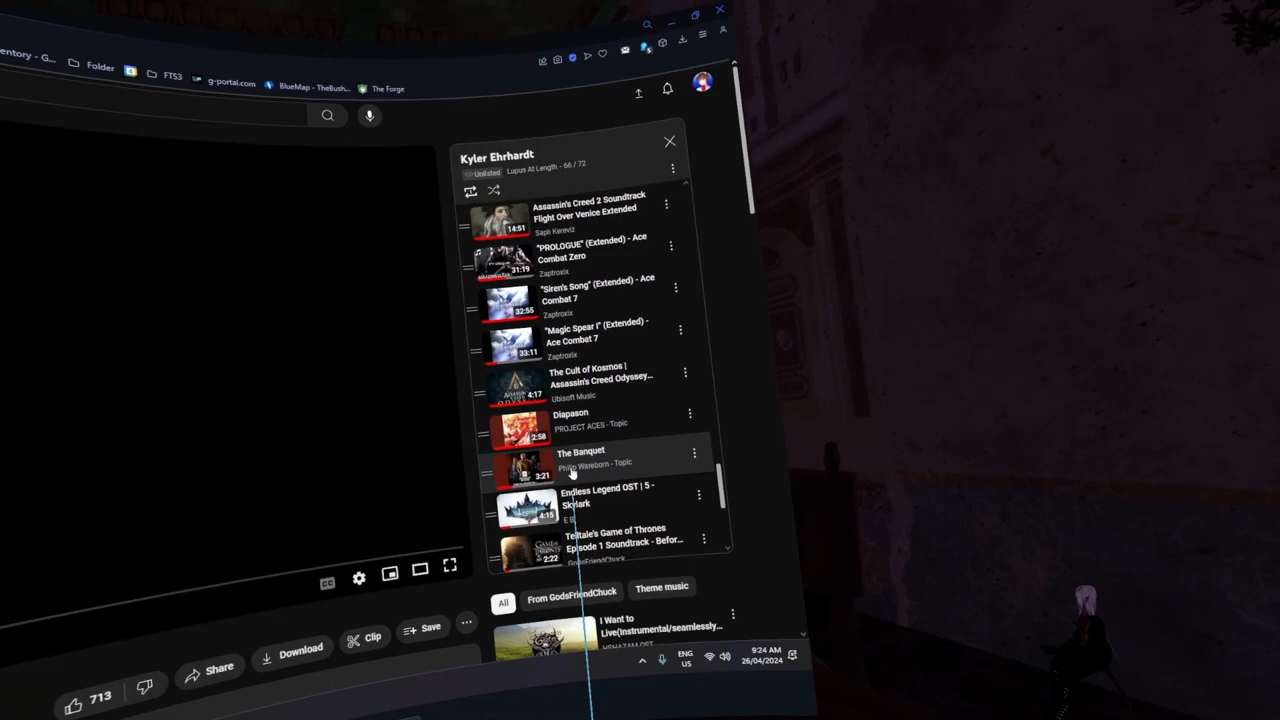 entory - G...
Folder
FTS3
g-portal.com
BlueMap - TheBush...
The Forge
Kyler Ehrhardt
Unlisted
Lupus At Length - 66 / 72
Assassin's Creed 2 Soundtrack
Flight Over Venice Extended
14:51
Saplı Kereviz
"PROLOGUE" (Extended) - Ace
Combat Zero
31:19
Zaptroxix
"Siren's Song" (Extended) - Ace
Combat 7
32:55
Zaptroxix
"Magic Spear I" (Extended) -
Ace Combat 7
33:11
Zaptroxix
The Cult of Kosmos |
Assassin's Creed Odyssey...
4:17
Ubisoft Music
Diapason
2:58
PROJECT ACES - Topic
The Banquet
3:21
Philip Wareborn - Topic
Endless Legend OST | 5 -
Skylark
4:15
E B
Telltale's Game of Thrones
Episode 1 Soundtrack - Befor...
2:22
GodsFriendChuck
CC
All
From GodsFriendChuck
Theme music
I Want to
Live(Instrumental/seamlessly...
713
Share
Download
Clip
Save
ENG
US
9:24 AM
26/04/2024